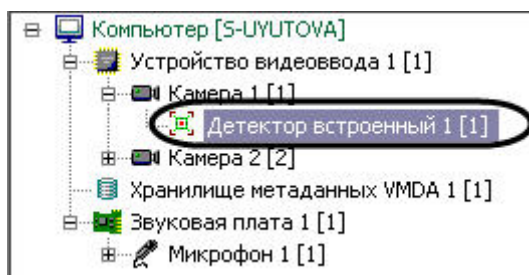 Компьютер [S-UYUTOVA]
Устройство видеоввода 1 [1]
Камера 1 [1]
Детектор встроенный 1 [1]
Камера 2 [2]
Хранилище метаданных VMDA 1 [1]
Звуковая плата 1 [1]
Микрофон 1 [1]